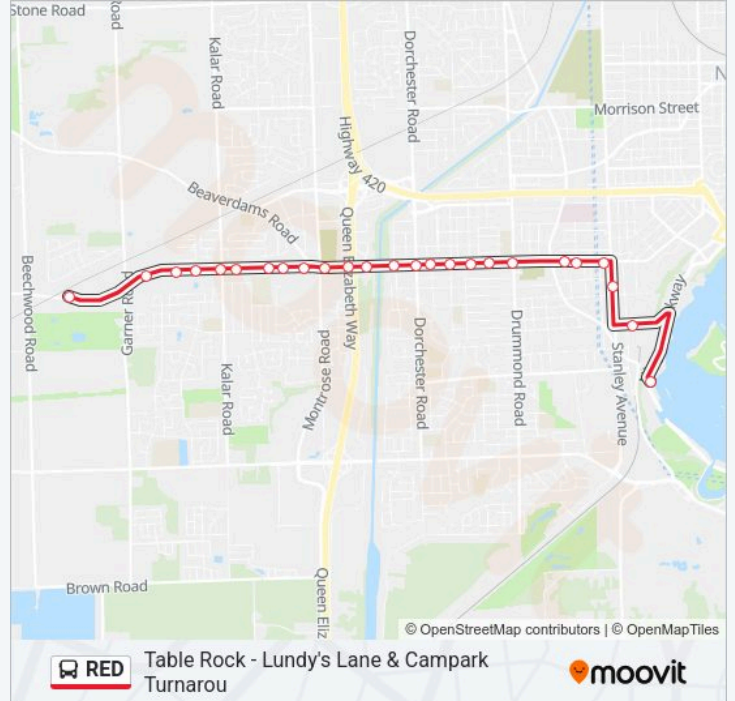 Stone Road
Road
Kalar Road
Dorchester Road
N
Morrison Street
Highway 420
Beaverdams Road
Queen Elizabeth Way
Beechwood Road
Garner Road
kway
Montrose Road
Kalar Road
Dorchester Road
Drummond Road
Stanley Avenue
Brown Road
Queen Eliz
© OpenStreetMap contributors | © OpenMapTiles
RED
Table Rock - Lundy's Lane & Campark
Turnarou
moovit